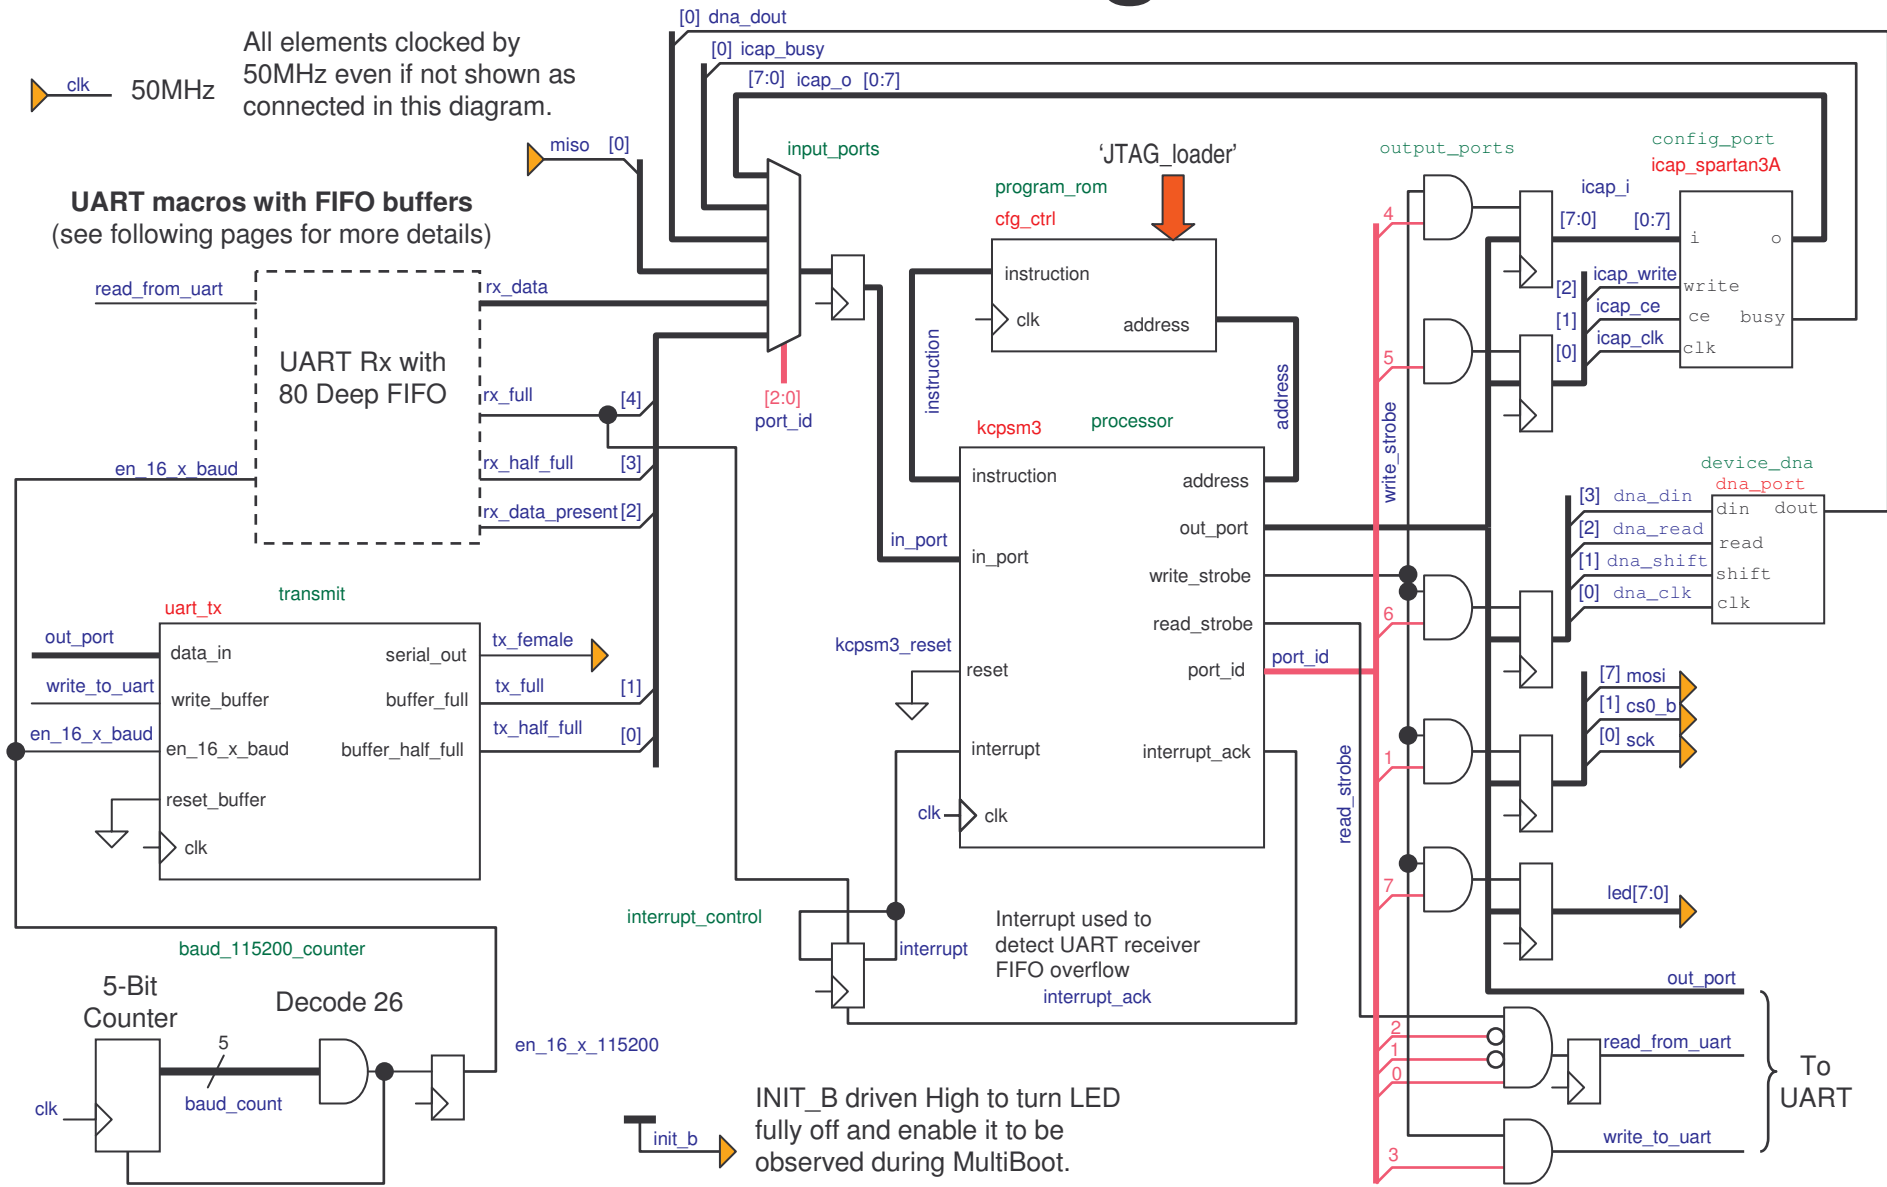 [0] dna_dout
[0] icap_busy
[7:0] icap_o [0:7]
clk
50MHz
All elements clocked by
50MHz even if not shown as
connected in this diagram.
miso [0]
input_ports
'JTAG_loader'
program_rom
cfg_ctrl
instruction
clk
address
output_ports
config_port
icap_spartan3A
icap_i
[7:0] [0:7]
i o
icap_write
[2]
write
icap_ce
[1]
ce busy
icap_clk
[0]
clk
4
5
UART macros with FIFO buffers
(see following pages for more details)
read_from_uart
rx_data
UART Rx with
80 Deep FIFO
rx_full [4]
rx_half_full [3]
rx_data_present [2]
en_16_x_baud
[2:0]
port_id
instruction
address
write_strobe
kcpsm3
processor
instruction
address
out_port
in_port
in_port
write_strobe
read_strobe
kcpsm3_reset
reset
port_id
port_id
interrupt
interrupt_ack
clk
clk
read_strobe
device_dna
dna_port
[3] dna_din
din dout
[2] dna_read
read
[1] dna_shift
shift
[0] dna_clk
clk
6
[7] mosi
[1] cs0_b
[0] sck
1
7
led[7:0]
transmit
uart_tx
out_port
data_in
serial_out
tx_female
write_to_uart
write_buffer
buffer_full
tx_full [1]
en_16_x_baud
en_16_x_baud
buffer_half_full
tx_half_full [0]
reset_buffer
clk
interrupt_control
interrupt
Interrupt used to
detect UART receiver
FIFO overflow
interrupt_ack
baud_115200_counter
5-Bit
Counter
Decode 26
5
baud_count
clk
en_16_x_115200
init_b
INIT_B driven High to turn LED
fully off and enable it to be
observed during MultiBoot.
out_port
2
1
0
read_from_uart
3
write_to_uart
To
UART